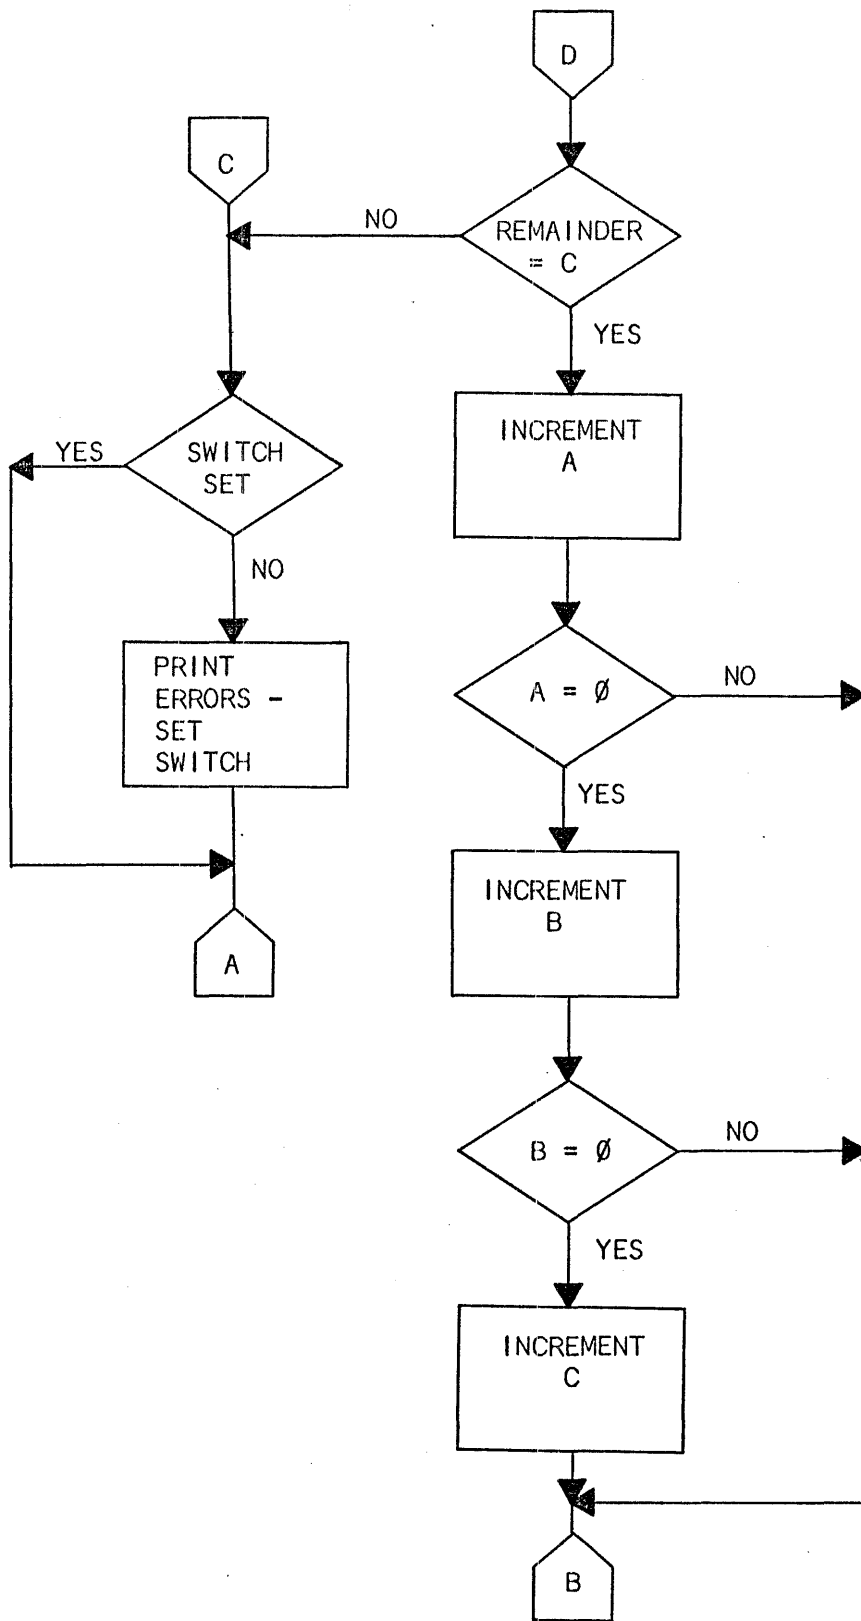 D
C
NO
REMAINDER
= C
YES
INCREMENT
A
YES
SWITCH
SET
NO
PRINT
ERRORS -
SET
SWITCH
A
A = Ø
NO
YES
INCREMENT
B
B = Ø
NO
YES
INCREMENT
C
B